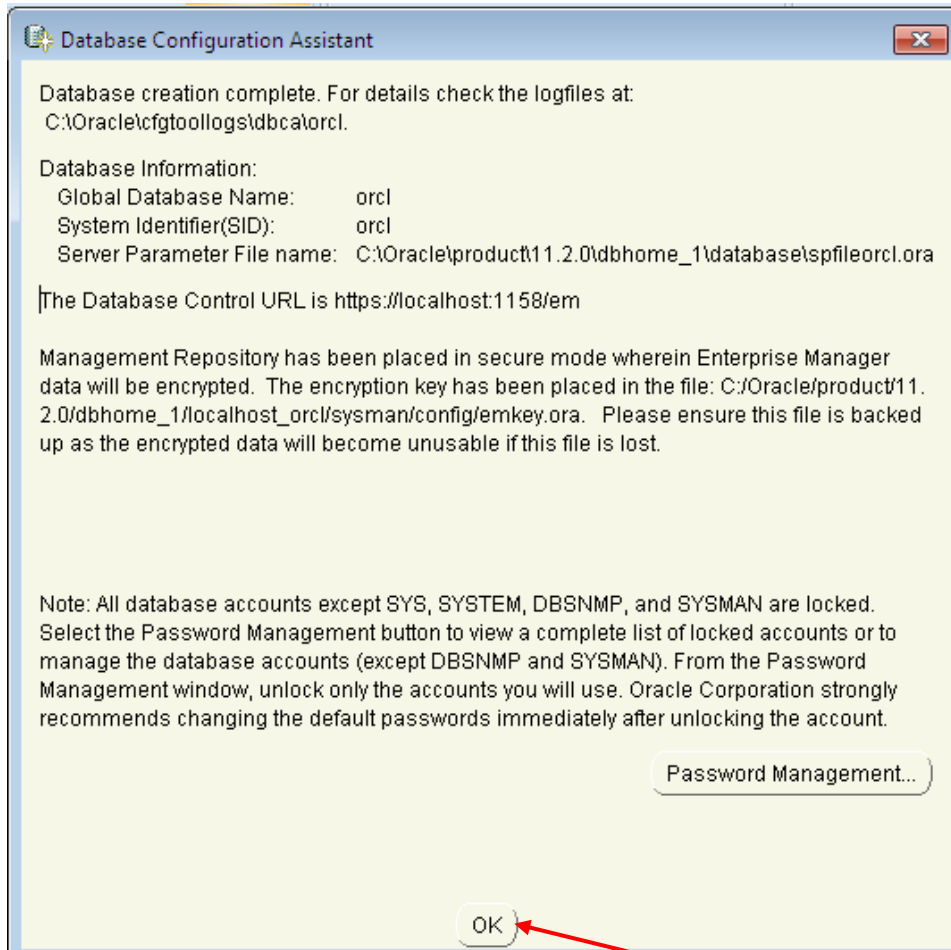 Database Configuration Assistant
Database creation complete. For details check the logfiles at:
C:\Oracle\cfgtoollogs\dbca\orcl.
Database Information:
Global Database Name: orcl
System Identifier(SID): orcl
Server Parameter File name: C:\Oracle\product\11.2.0\dbhome_1\database\spfileorcl.ora
The Database Control URL is https://localhost:1158/em
Management Repository has been placed in secure mode wherein Enterprise Manager
data will be encrypted. The encryption key has been placed in the file: C:/Oracle/product/11.
2.0/dbhome_1/localhost_orcl/sysman/config/emkey.ora. Please ensure this file is backed
up as the encrypted data will become unusable if this file is lost.
Note: All database accounts except SYS, SYSTEM, DBSNMP, and SYSMAN are locked.
Select the Password Management button to view a complete list of locked accounts or to
manage the database accounts (except DBSNMP and SYSMAN). From the Password
Management window, unlock only the accounts you will use. Oracle Corporation strongly
recommends changing the default passwords immediately after unlocking the account.
Password Management...
OK